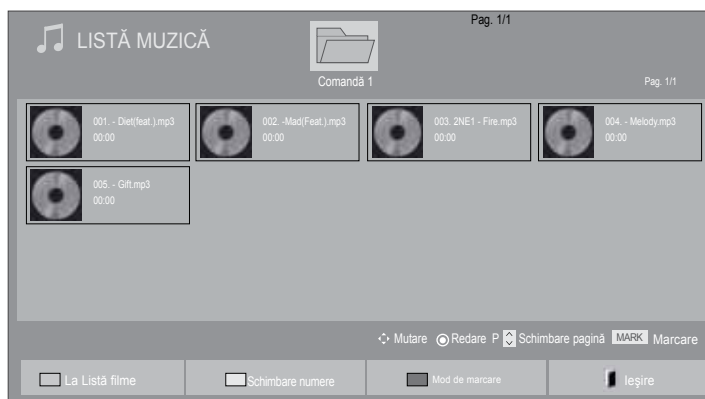 Pag. 1/1
LISTĂ MUZICĂ
Comandă 1
Pag. 1/1
001. - Diet(feat.).mp3
00:00
002. -Mad(Feat.).mp3
00:00
003. 2NE1 - Fire.mp3
00:00
004. - Melody.mp3
00:00
005. - Gift.mp3
00:00
Mutare Redare P Schimbare pagină MARK Marcare
La Listă filme Schimbare numere Mod de marcare Ieşire